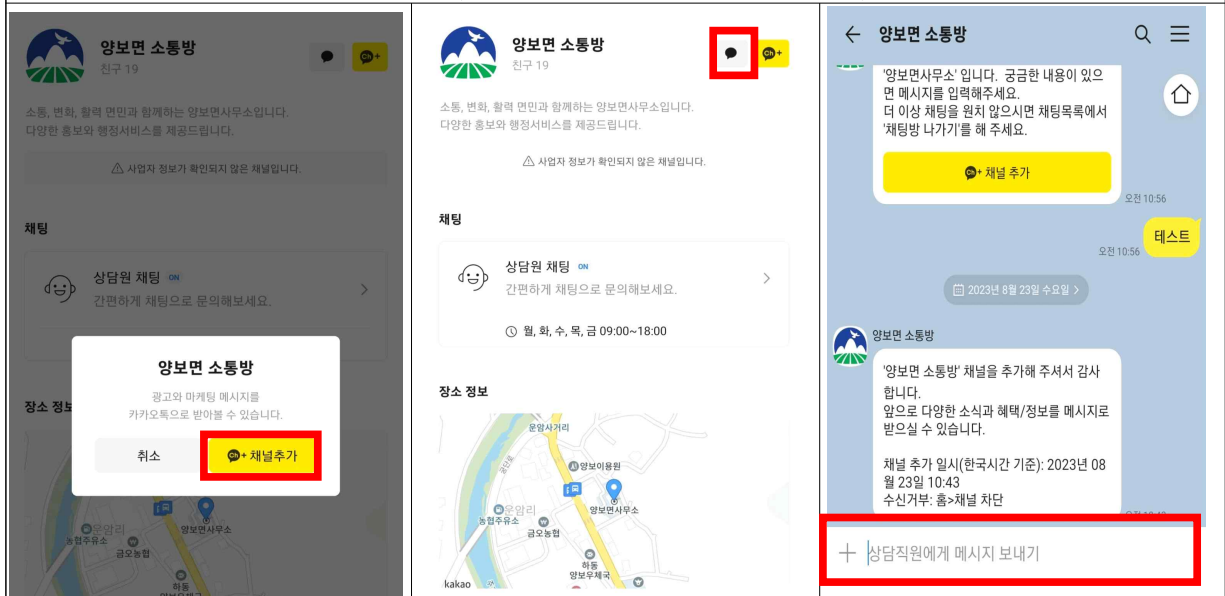 양보면 소통방
친구 19
Ch+
소통, 변화, 활력 면민과 함께하는 양보면사무소입니다.
다양한 홍보와 행정서비스를 제공드립니다.
사업자 정보가 확인되지 않은 채널입니다.
채팅
상담원 채팅 ON
간편하게 채팅으로 문의해보세요.
양보면 소통방
광고와 마케팅 메시지를
카카오톡으로 받아볼 수 있습니다.
취소
Ch+ 채널추가
장소 정보
운암리
양보면사무소
농협주유소
금오농협
하동
양보우체국
양보면 소통방
친구 19
Ch+
소통, 변화, 활력 면민과 함께하는 양보면사무소입니다.
다양한 홍보와 행정서비스를 제공드립니다.
사업자 정보가 확인되지 않은 채널입니다.
채팅
상담원 채팅 ON
간편하게 채팅으로 문의해보세요.
월, 화, 수, 목, 금 09:00~18:00
장소 정보
운암사거리
양보이용원
운암리
양보면사무소
농협주유소
금오농협
하동
양보우체국
kakao
양보면 소통방
'양보면사무소' 입니다. 궁금한 내용이 있으
면 메시지를 입력해주세요.
더 이상 채팅을 원치 않으시면 채팅목록에서
'채팅방 나가기'를 해 주세요.
Ch+ 채널 추가
오전 10:56
테스트
오전 10:56
2023년 8월 23일 수요일 >
양보면 소통방
'양보면 소통방' 채널을 추가해 주셔서 감사
합니다.
앞으로 다양한 소식과 혜택/정보를 메시지로
받으실 수 있습니다.
채널 추가 일시(한국시간 기준): 2023년 08
월 23일 10:43
수신거부: 홈>채널 차단
상담직원에게 메시지 보내기